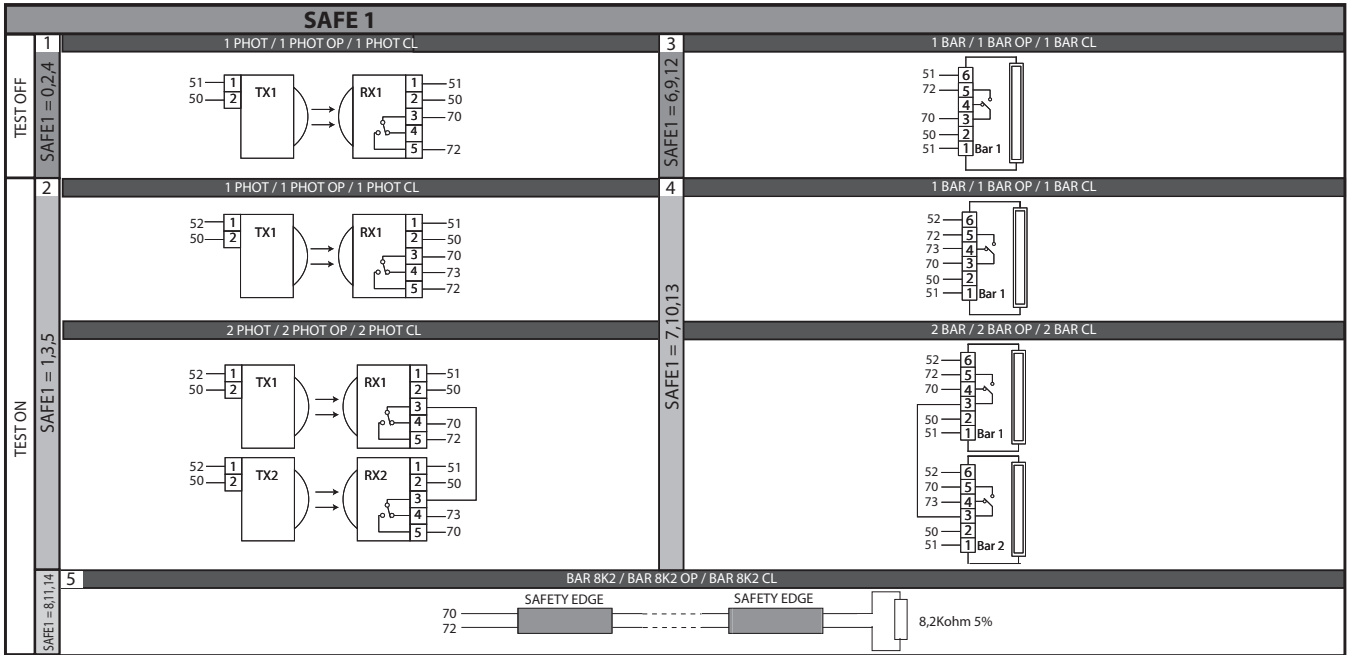 SAFE 1
TEST OFF
SAFE1 = 0,2,4
1
1 PHOT / 1 PHOT OP / 1 PHOT CL
51 1
50 2
TX1
RX1
1 51
2 50
3 70
4
5 72
SAFE1 = 6,9,12
3
1 BAR / 1 BAR OP / 1 BAR CL
51 6
72 5
4
70 3
50 2
51 1 Bar 1
TEST ON
SAFE1 = 1,3,5
2
1 PHOT / 1 PHOT OP / 1 PHOT CL
52 1
50 2
TX1
RX1
1 51
2 50
3 70
4 73
5 72
2 PHOT / 2 PHOT OP / 2 PHOT CL
52 1
50 2
TX1
RX1
1 51
2 50
3
4 70
5 72
52 1
50 2
TX2
RX2
1 51
2 50
3
4 73
5 70
SAFE1 = 7,10,13
4
1 BAR / 1 BAR OP / 1 BAR CL
52 6
72 5
73 4
70 3
50 2
51 1 Bar 1
2 BAR / 2 BAR OP / 2 BAR CL
52 6
72 5
70 4
3
50 2
51 1 Bar 1
52 6
70 5
73 4
3
50 2
51 1 Bar 2
SAFE1 = 8,11,14
5
BAR 8K2 / BAR 8K2 OP / BAR 8K2 CL
70
72
SAFETY EDGE
SAFETY EDGE
8,2Kohm 5%